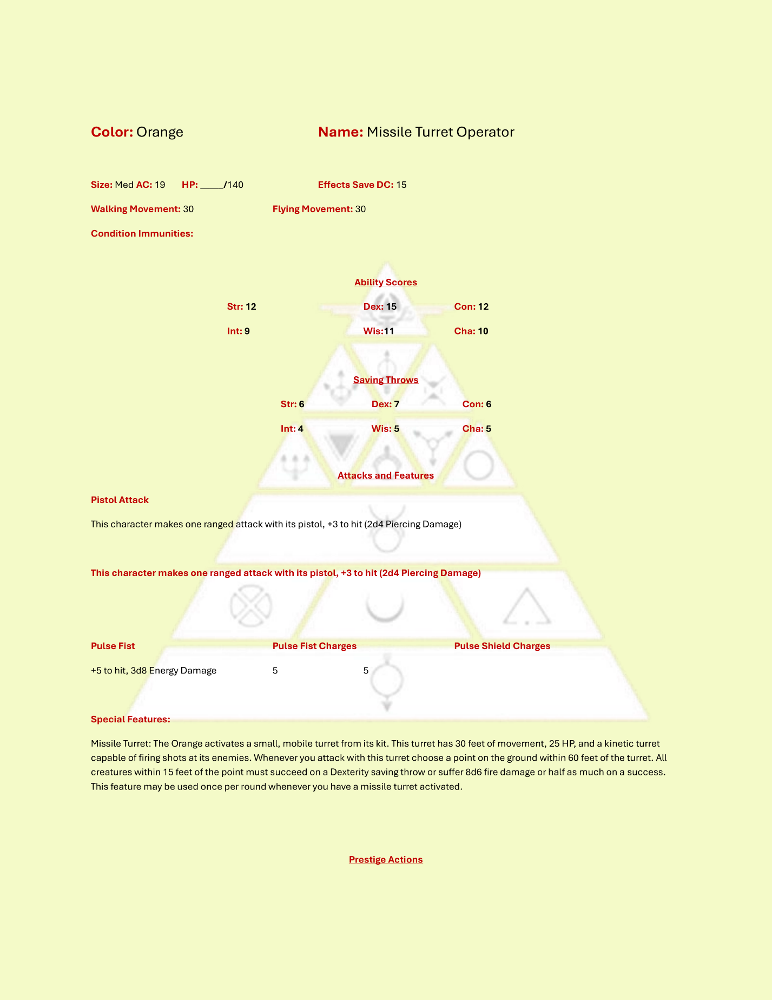 Color: Orange Name: Missile Turret Operator
Size: Med AC: 19 HP: _____/140 Effects Save DC: 15
Walking Movement: 30 Flying Movement: 30
Condition Immunities:
Ability Scores
Str: 12 Dex: 15 Con: 12
Int: 9 Wis:11 Cha: 10
Saving Throws
Str: 6 Dex: 7 Con: 6
Int: 4 Wis: 5 Cha: 5
Attacks and Features
Pistol Attack
This character makes one ranged attack with its pistol, +3 to hit (2d4 Piercing Damage)
This character makes one ranged attack with its pistol, +3 to hit (2d4 Piercing Damage)
Pulse Fist Pulse Fist Charges Pulse Shield Charges
+5 to hit, 3d8 Energy Damage 5 5
Special Features:
Missile Turret: The Orange activates a small, mobile turret from its kit. This turret has 30 feet of movement, 25 HP, and a kinetic turret
capable of firing shots at its enemies. Whenever you attack with this turret choose a point on the ground within 60 feet of the turret. All
creatures within 15 feet of the point must succeed on a Dexterity saving throw or suffer 8d6 fire damage or half as much on a success.
This feature may be used once per round whenever you have a missile turret activated.
Prestige Actions